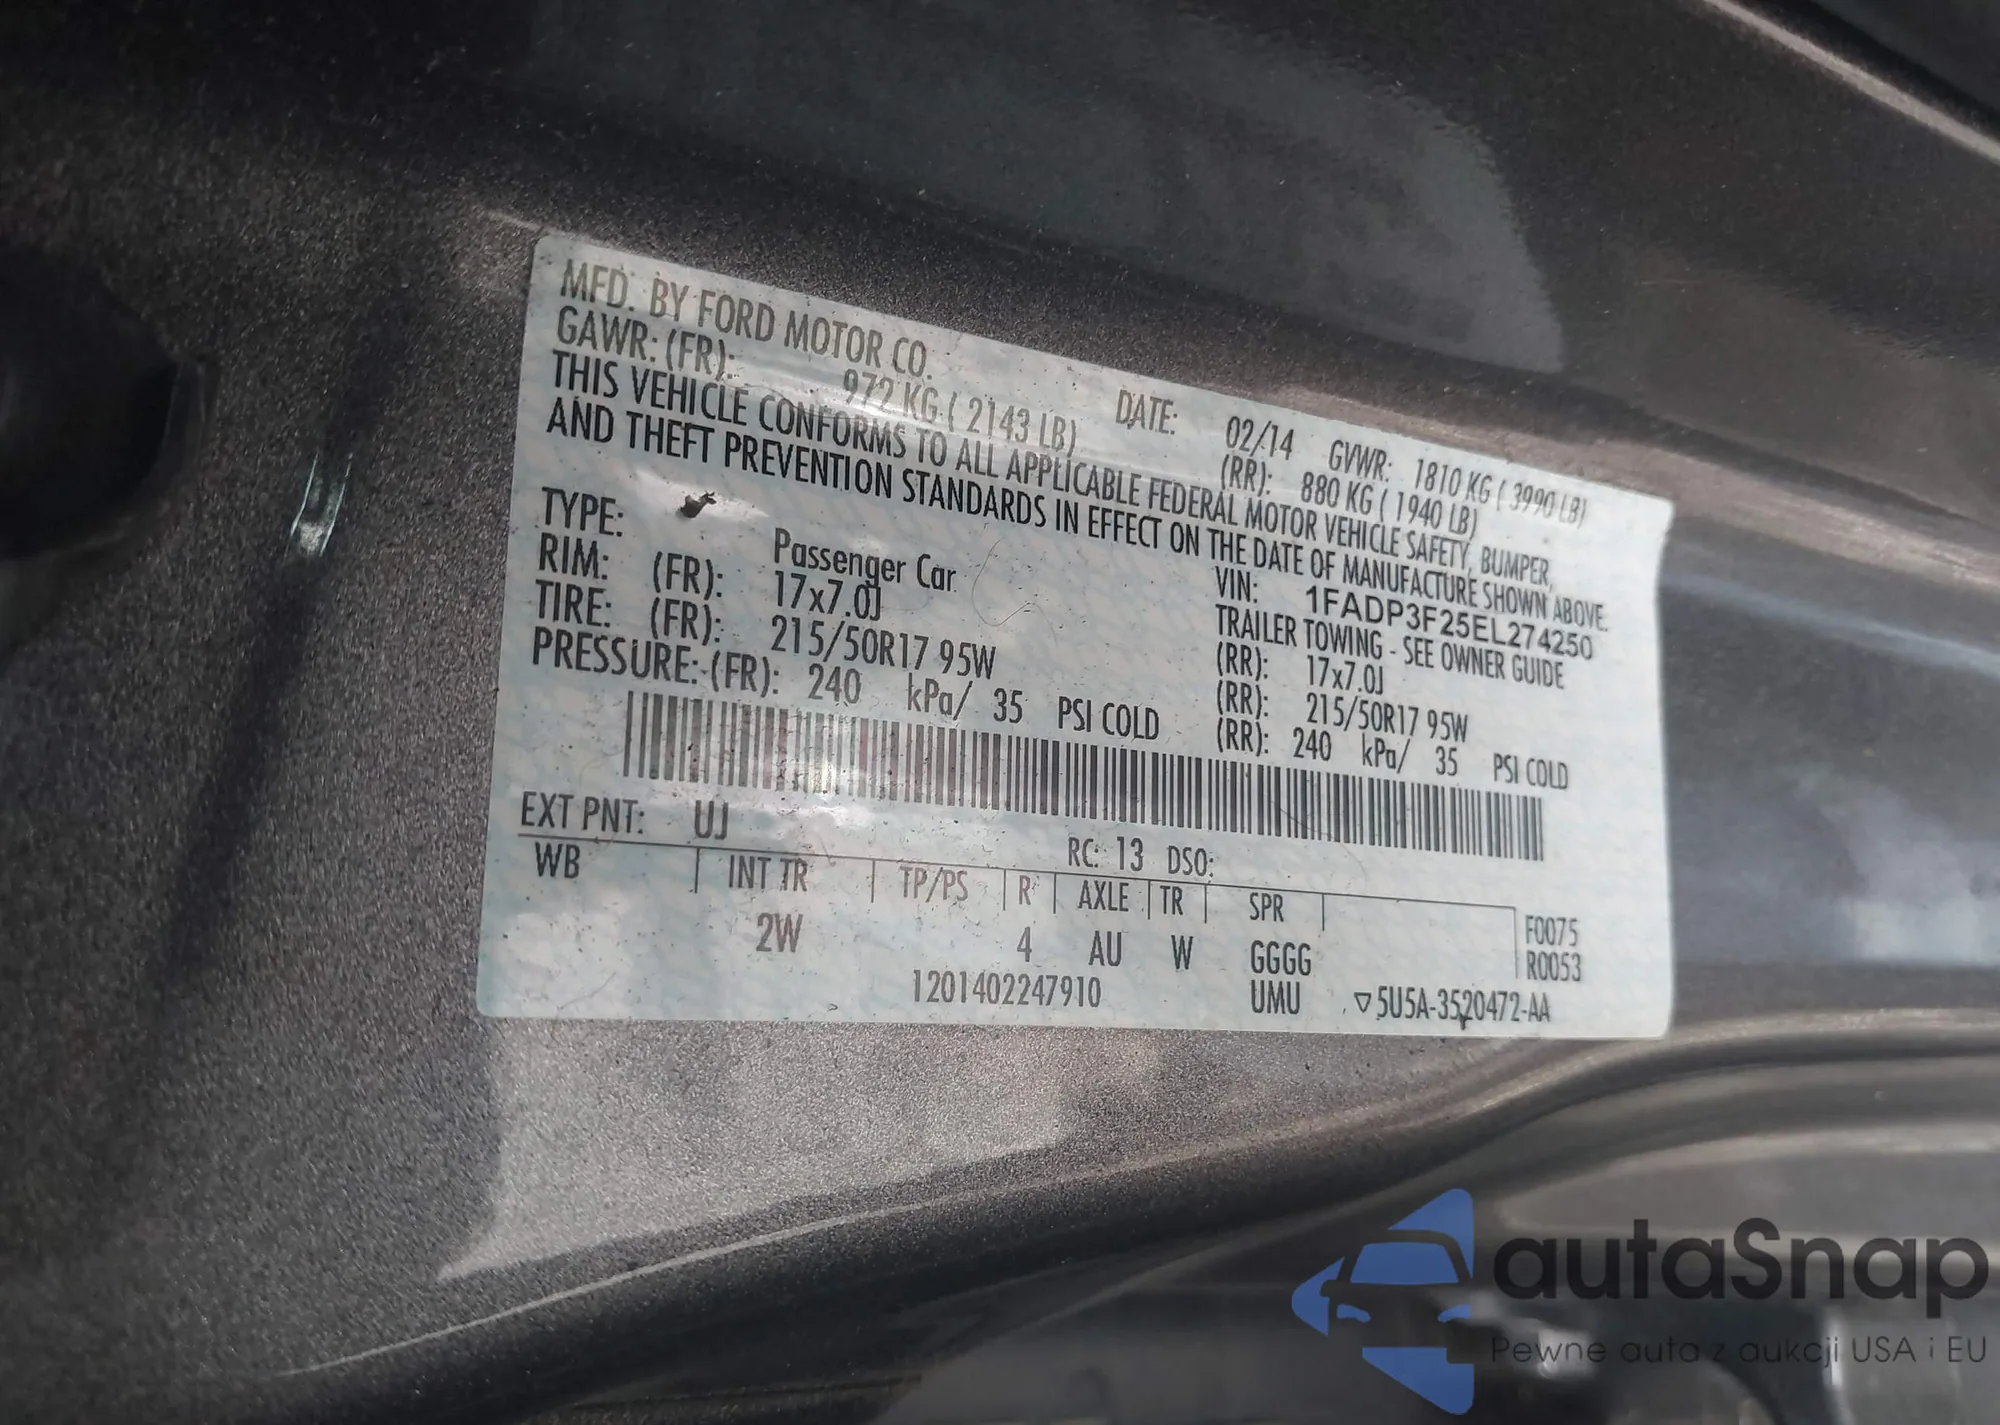 MFD. BY FORD MOTOR CO. DATE: 02/14 GVWR: 1810 KG ( 3990 LB)
GAWR: (FR): 972 KG ( 2143 LB) (RR): 880 KG ( 1940 LB)
THIS VEHICLE CONFORMS TO ALL APPLICABLE FEDERAL MOTOR VEHICLE SAFETY, BUMPER,
AND THEFT PREVENTION STANDARDS IN EFFECT ON THE DATE OF MANUFACTURE SHOWN ABOVE.
VIN: 1FADP3F25EL274250
TYPE: Passenger Car TRAILER TOWING - SEE OWNER GUIDE
RIM: (FR): 17x7.0J (RR): 17x7.0J
TIRE: (FR): 215/50R17 95W (RR): 215/50R17 95W
PRESSURE: (FR): 240 kPa/ 35 PSI COLD (RR): 240 kPa/ 35 PSI COLD
EXT PNT: UJ RC: 13 DSO:
WB INT TR TP/PS R AXLE TR SPR F0075
2W 4 AU W GGGG R0053
1201402247910 UMU ▽5U5A-3520472-AA
autaSnap
Pewne auta z aukcji USA i EU